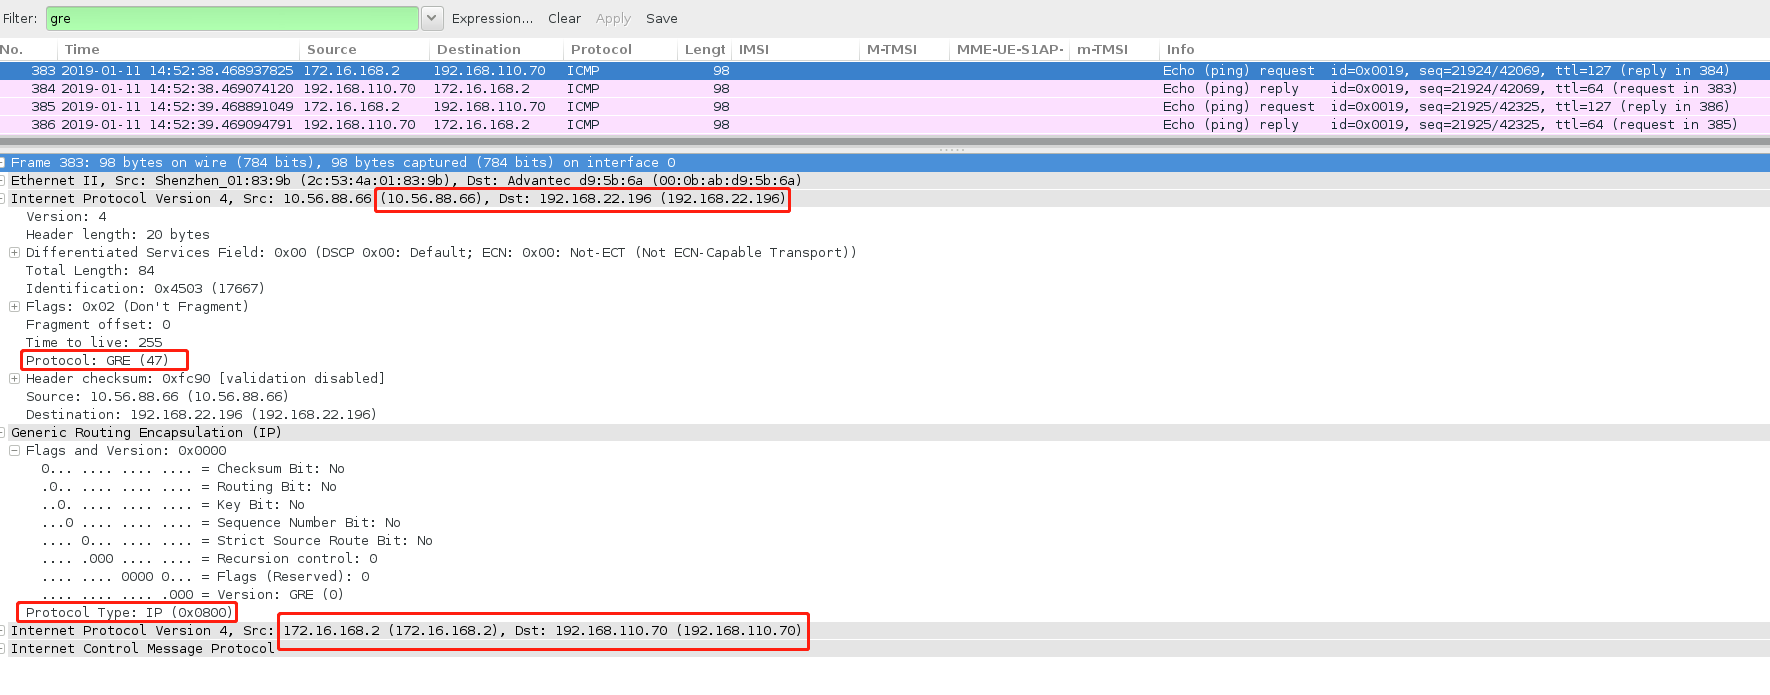 Filter: gre Expression... Clear Apply Save
No. Time Source Destination Protocol Lengt IMSI M-TMSI MME-UE-S1AP- m-TMSI Info
383 2019-01-11 14:52:38.468937825 172.16.168.2 192.168.110.70 ICMP 98 Echo (ping) request id=0x0019, seq=21924/42069, ttl=127 (reply in 384)
384 2019-01-11 14:52:38.469074120 192.168.110.70 172.16.168.2 ICMP 98 Echo (ping) reply id=0x0019, seq=21924/42069, ttl=64 (request in 383)
385 2019-01-11 14:52:39.468891049 172.16.168.2 192.168.110.70 ICMP 98 Echo (ping) request id=0x0019, seq=21925/42325, ttl=127 (reply in 386)
386 2019-01-11 14:52:39.469094791 192.168.110.70 172.16.168.2 ICMP 98 Echo (ping) reply id=0x0019, seq=21925/42325, ttl=64 (request in 385)
Frame 383: 98 bytes on wire (784 bits), 98 bytes captured (784 bits) on interface 0
Ethernet II, Src: Shenzhen_01:83:9b (2c:53:4a:01:83:9b), Dst: Advantec d9:5b:6a (00:0b:ab:d9:5b:6a)
Internet Protocol Version 4, Src: 10.56.88.66 (10.56.88.66), Dst: 192.168.22.196 (192.168.22.196)
Version: 4
Header length: 20 bytes
Differentiated Services Field: 0x00 (DSCP 0x00: Default; ECN: 0x00: Not-ECT (Not ECN-Capable Transport))
Total Length: 84
Identification: 0x4503 (17667)
Flags: 0x02 (Don't Fragment)
Fragment offset: 0
Time to live: 255
Protocol: GRE (47)
Header checksum: 0xfc90 [validation disabled]
Source: 10.56.88.66 (10.56.88.66)
Destination: 192.168.22.196 (192.168.22.196)
Generic Routing Encapsulation (IP)
Flags and Version: 0x0000
0... .... .... .... = Checksum Bit: No
.0.. .... .... .... = Routing Bit: No
..0. .... .... .... = Key Bit: No
...0 .... .... .... = Sequence Number Bit: No
.... 0... .... .... = Strict Source Route Bit: No
.... .000 .... .... = Recursion control: 0
.... .... 0000 0... = Flags (Reserved): 0
.... .... .... .000 = Version: GRE (0)
Protocol Type: IP (0x0800)
Internet Protocol Version 4, Src: 172.16.168.2 (172.16.168.2), Dst: 192.168.110.70 (192.168.110.70)
Internet Control Message Protocol